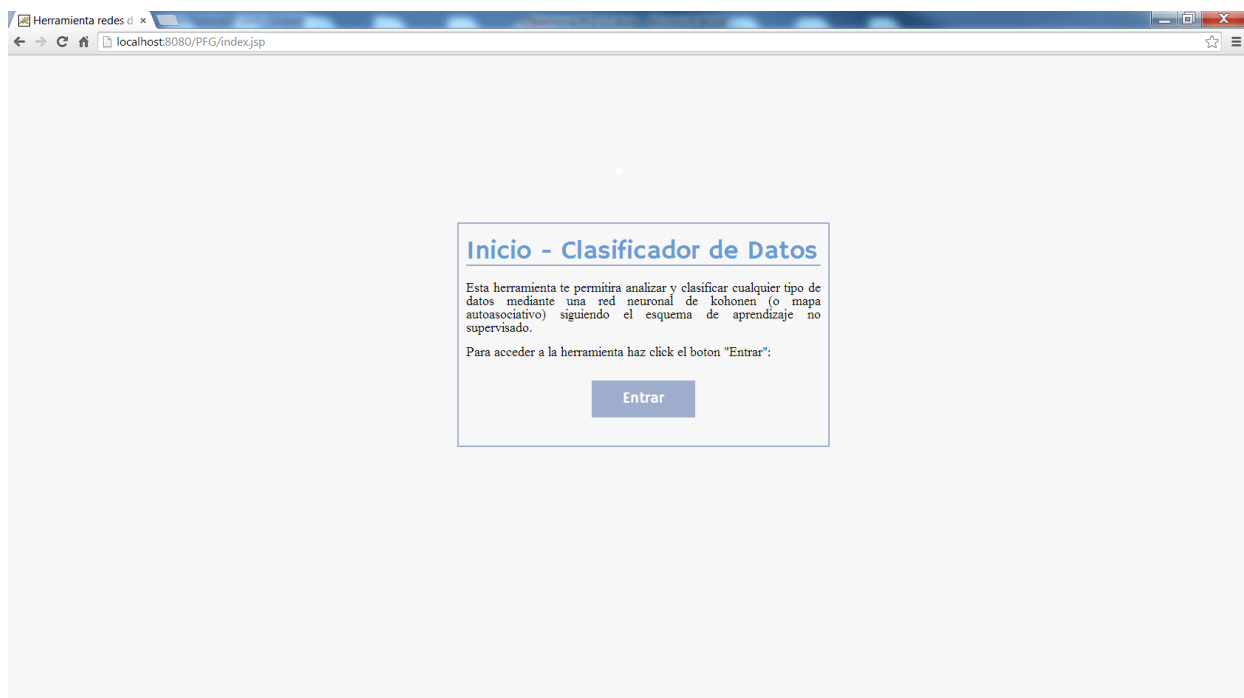 Herramienta redes d
localhost:8080/PFG/index.jsp
Inicio - Clasificador de Datos
Esta herramienta te permitira analizar y clasificar cualquier tipo de
datos mediante una red neuronal de kohonen (o mapa
autoasociativo) siguiendo el esquema de aprendizaje no
supervisado.
Para acceder a la herramienta haz click el boton "Entrar":
Entrar